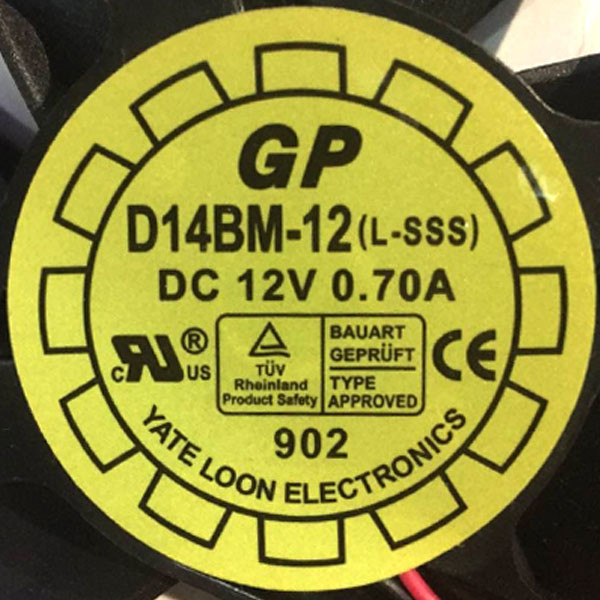 GP
D14BM-12 (L-SSS)
DC 12V 0.70A
c RU ® US
TÜV
Rheinland
Product Safety
BAUART
GEPRÜFT
TYPE
APPROVED
CE
902
YATE LOON ELECTRONICS